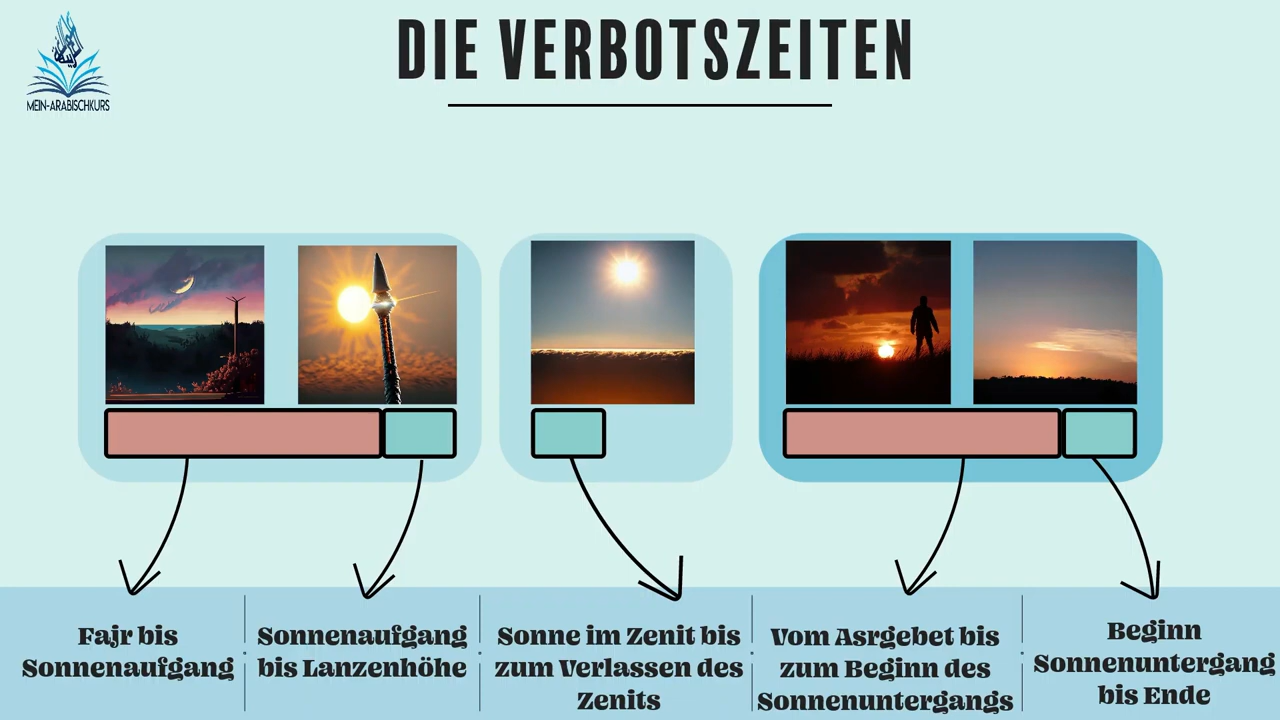 DIE VERBOTSZEITEN
MEIN-ARABISCHKURS
Fajr bis
Sonnenaufgang
Sonnenaufgang
bis Lanzenhöhe
Sonne im Zenit bis
zum Verlassen des
Zenits
Vom Asrgebet bis
zum Beginn des
Sonnenuntergangs
Beginn
Sonnenuntergang
bis Ende